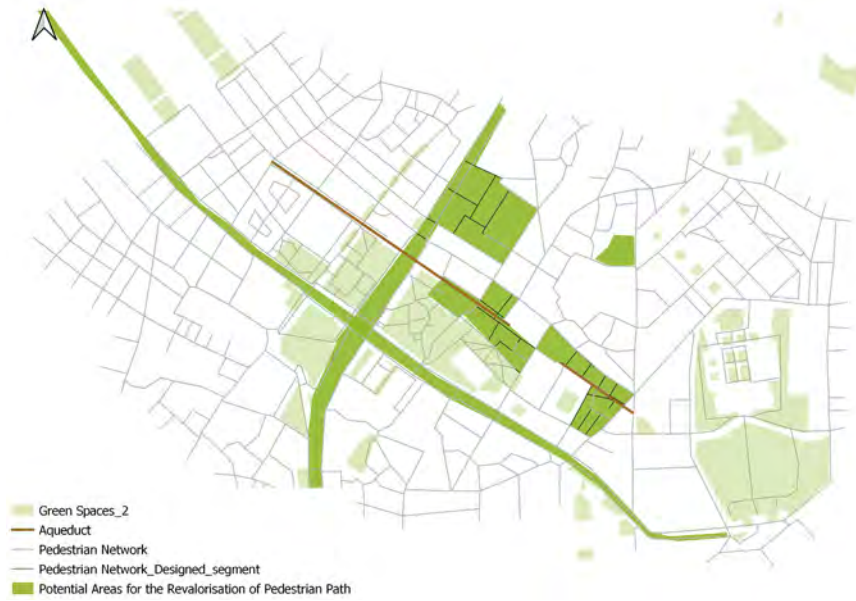 Green Spaces_2
Aqueduct
Pedestrian Network
Pedestrian Network_Designed_segment
Potential Areas for the Revalorisation of Pedestrian Path